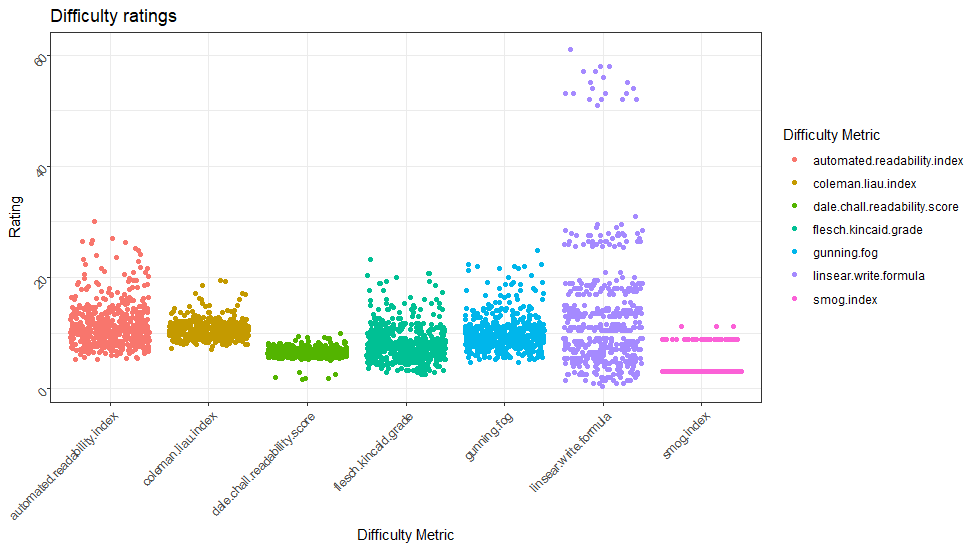 Difficulty ratings
60
40
20
0
Rating
automated.readability.index
coleman.liau.index
dale.chall.readability.score
flesch.kincaid.grade
gunning.fog
linsear.write.formula
smog.index
Difficulty Metric
Difficulty Metric
automated.readability.index
coleman.liau.index
dale.chall.readability.score
flesch.kincaid.grade
gunning.fog
linsear.write.formula
smog.index